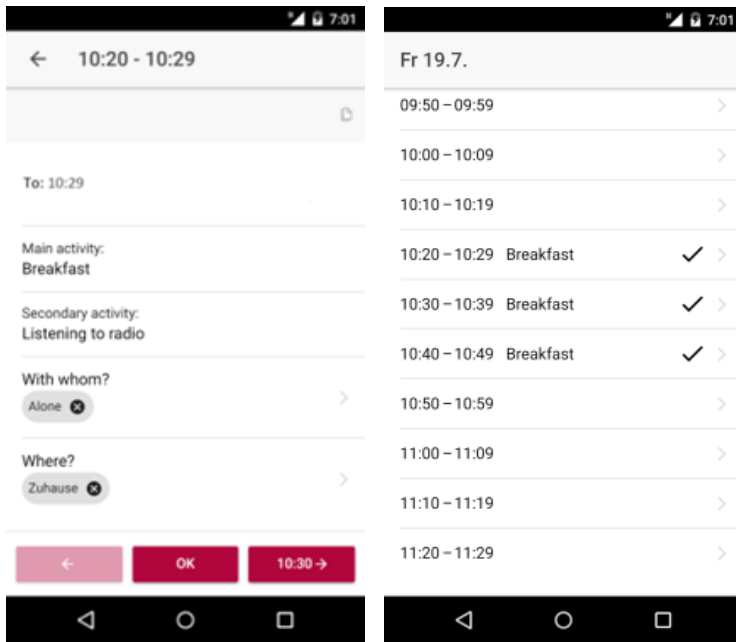 7:01
10:20 - 10:29
To: 10:29
Main activity:
Breakfast
Secondary activity:
Listening to radio
With whom?
Alone
Where?
Zuhause
OK
10:30 →
7:01
Fr 19.7.
09:50 – 09:59
10:00 – 10:09
10:10 – 10:19
10:20 – 10:29 Breakfast
10:30 – 10:39 Breakfast
10:40 – 10:49 Breakfast
10:50 – 10:59
11:00 – 11:09
11:10 – 11:19
11:20 – 11:29